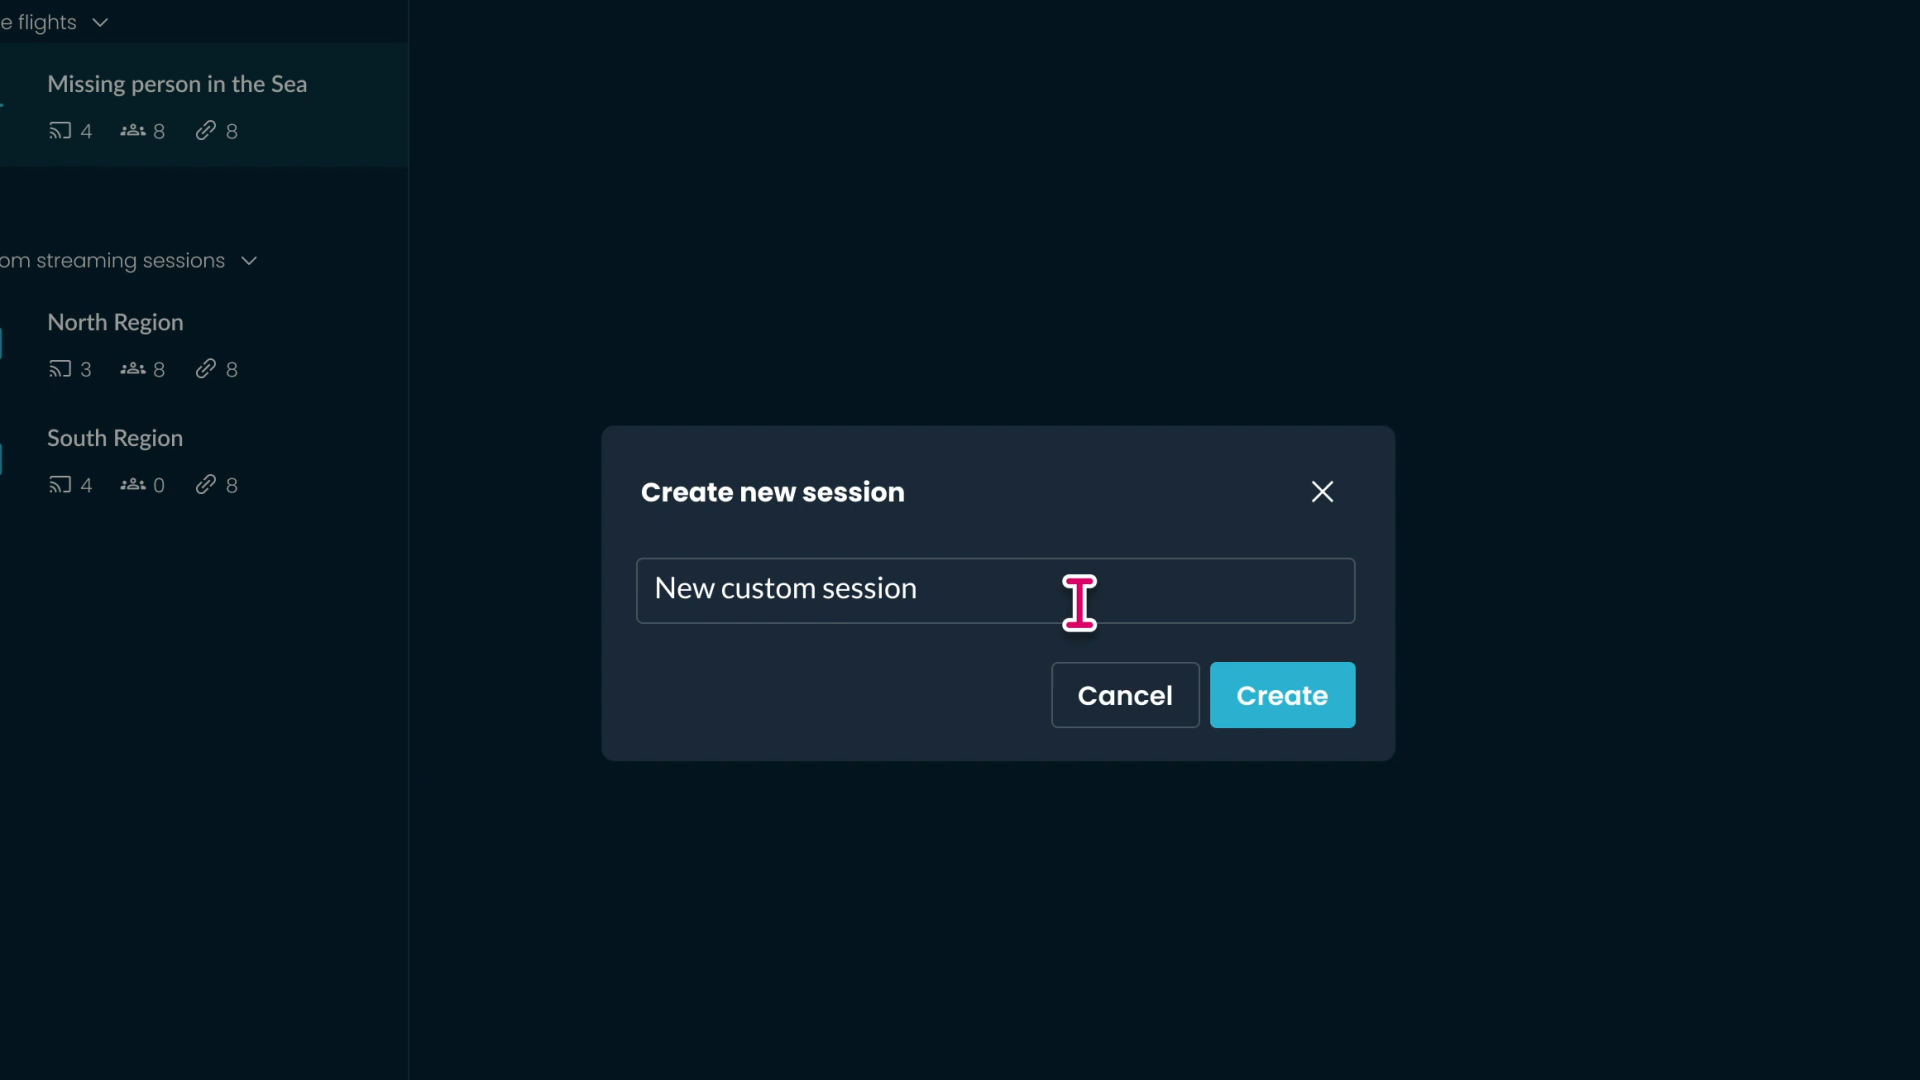 e flights
Missing person in the Sea
4 8 8
om streaming sessions
North Region
3 8 8
South Region
4 0 8
Create new session
New custom session
Cancel Create